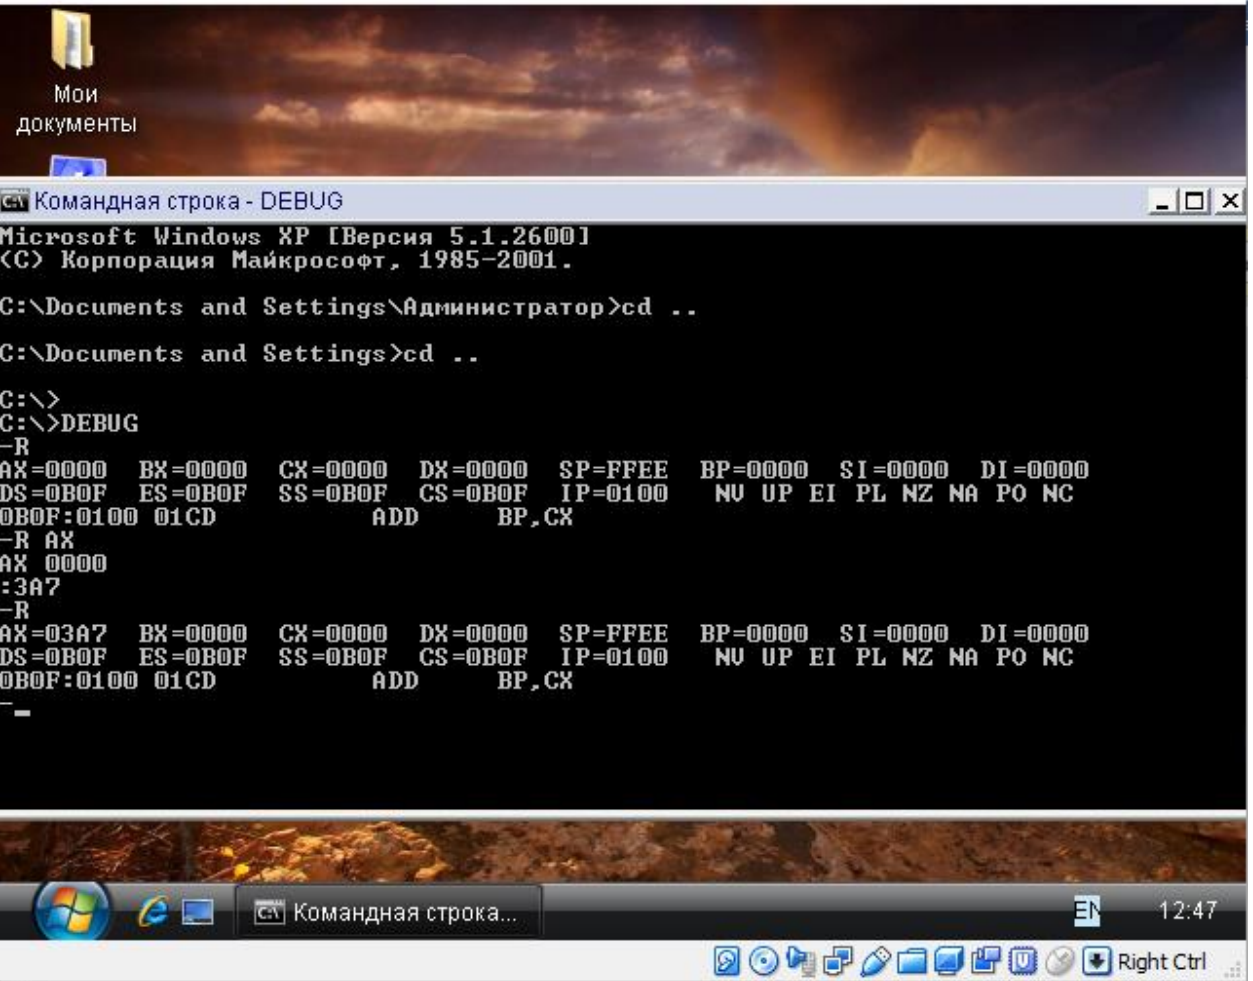 Мои
документы
Командная строка - DEBUG
Microsoft Windows XP [Версия 5.1.2600]
(C) Корпорация Майкрософт, 1985-2001.
C:\Documents and Settings\Администратор>cd ..
C:\Documents and Settings>cd ..
C:\>
C:\>DEBUG
-R
AX=0000 BX=0000 CX=0000 DX=0000 SP=FFEE BP=0000 SI=0000 DI=0000
DS=0B0F ES=0B0F SS=0B0F CS=0B0F IP=0100 NV UP EI PL NZ NA PO NC
0B0F:0100 01CD ADD BP,CX
-R AX
AX 0000
:3A7
-R
AX=03A7 BX=0000 CX=0000 DX=0000 SP=FFEE BP=0000 SI=0000 DI=0000
DS=0B0F ES=0B0F SS=0B0F CS=0B0F IP=0100 NV UP EI PL NZ NA PO NC
0B0F:0100 01CD ADD BP,CX
-_
Командная строка...
EN
12:47
Right Ctrl